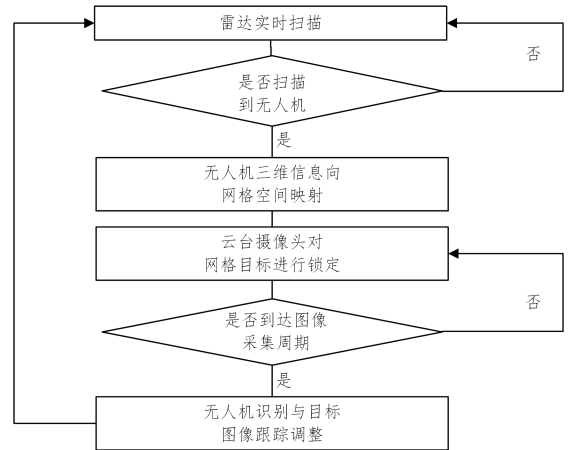 雷达实时扫描
否
是否扫描
到无人机
是
无人机三维信息向
网格空间映射
云台摄像头对
网格目标进行锁定
否
是否到达图像
采集周期
是
无人机识别与目标
图像跟踪调整